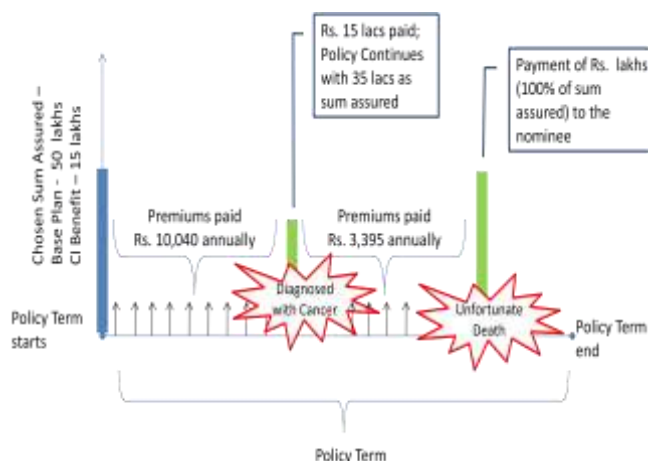 Rs. 15 lacs paid;
Policy Continues
with 35 lacs as
sum assured
Payment of Rs. lakhs
(100% of sum
assured) to the
nominee
Chosen Sum Assured –
Base Plan - 50 lakhs
CI Benefit – 15 lakhs
Premiums paid
Rs. 10,040 annually
Premiums paid
Rs. 3,395 annually
Diagnosed
with Cancer
Unfortunate
Death
Policy Term
starts
Policy Term
end
Policy Term